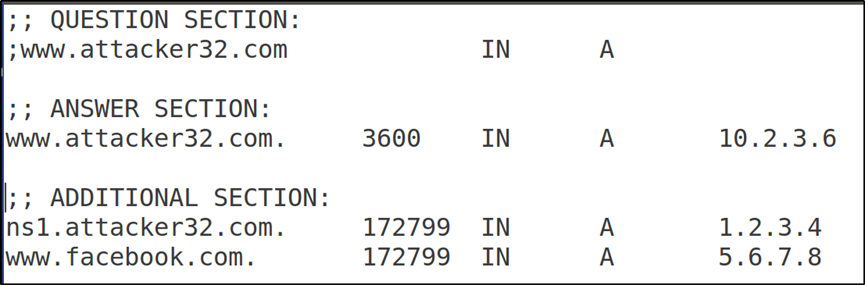 ;; QUESTION SECTION:
;www.attacker32.com IN A
;; ANSWER SECTION:
www.attacker32.com. 3600 IN A 10.2.3.6
;; ADDITIONAL SECTION:
ns1.attacker32.com. 172799 IN A 1.2.3.4
www.facebook.com. 172799 IN A 5.6.7.8